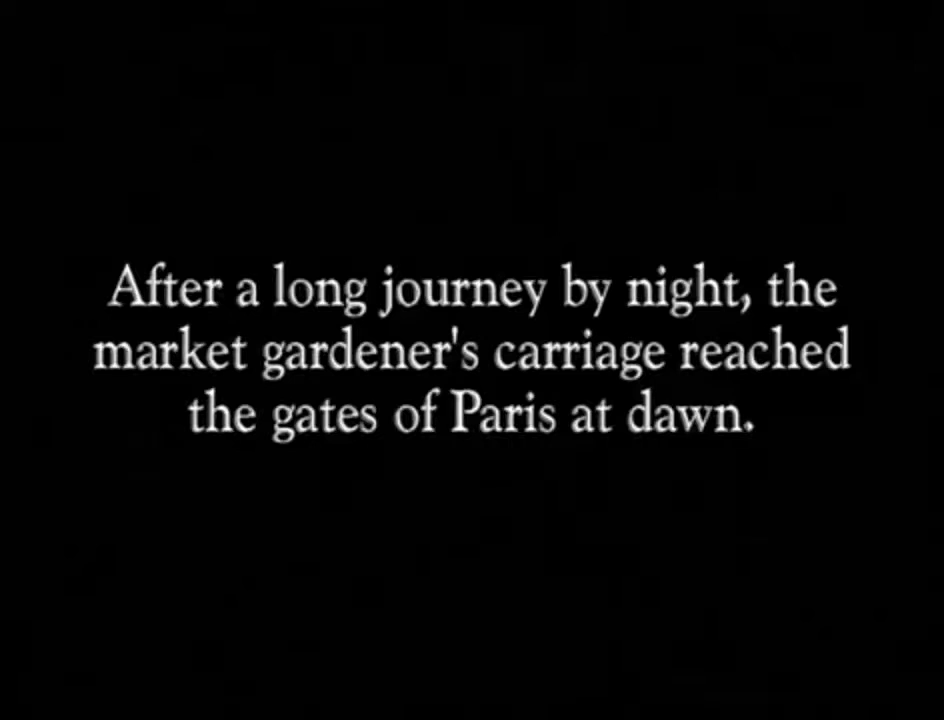 After a long journey by night, the
market gardener's carriage reached
the gates of Paris at dawn.